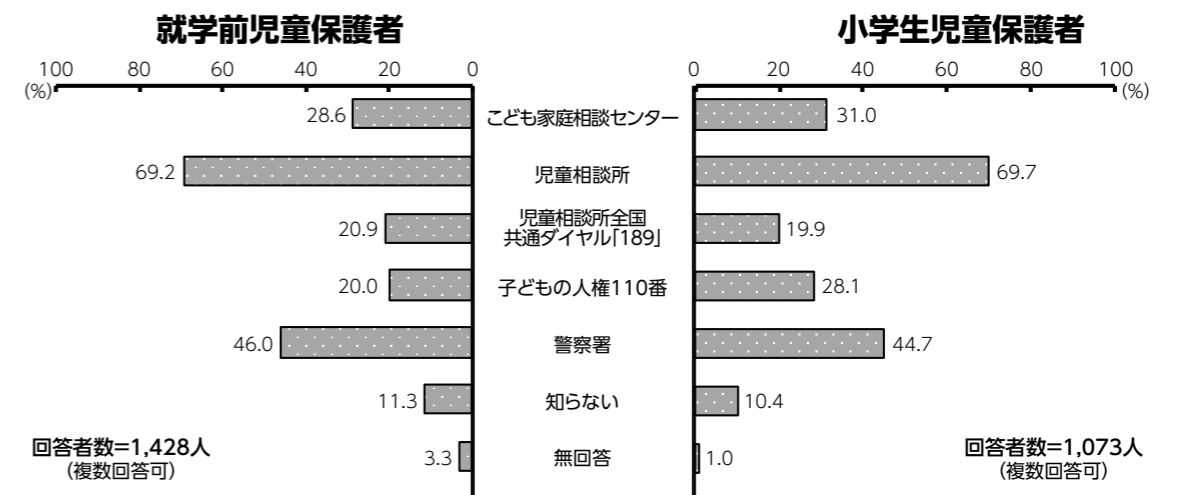 就学前児童保護者
小学生児童保護者
100 80 60 40 20 0
(%)
0 20 40 60 80 100
(%)
28.6 こども家庭相談センター 31.0
69.2 児童相談所 69.7
20.9 児童相談所全国
共通ダイヤル「189」 19.9
20.0 子どもの人権110番 28.1
46.0 警察署 44.7
11.3 知らない 10.4
3.3 無回答 1.0
回答者数=1,428人
(複数回答可)
回答者数=1,073人
(複数回答可)